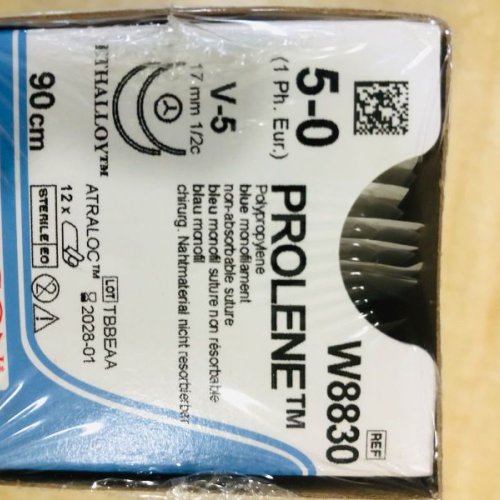 REF W8830
PROLENE™
Polypropylene
blue monofilament
non-absorbable suture
bleu monofil suture non résorbable
blau monofil
chirurg. Nahtmaterial nicht resorbierbar
5-0
(1 Ph. Eur.)
V-5
17 mm 1/2c
ETHALLOY™
90 cm
ATRALOC™
12 x
STERILE EO
LOT TBBEAA
2028-01